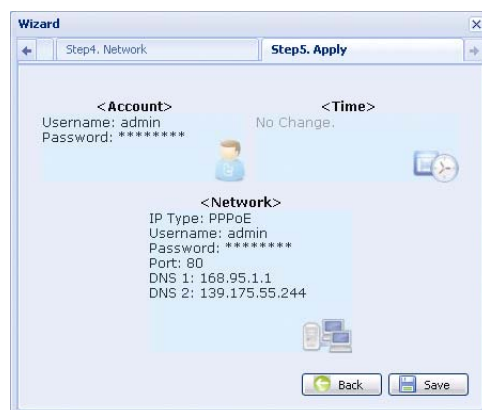 Wizard
Step4. Network
Step5. Apply
<Account>
Username: admin
Password: ********
<Time>
No Change.
<Network>
IP Type: PPPoE
Username: admin
Password: ********
Port: 80
DNS 1: 168.95.1.1
DNS 2: 139.175.55.244
Back
Save